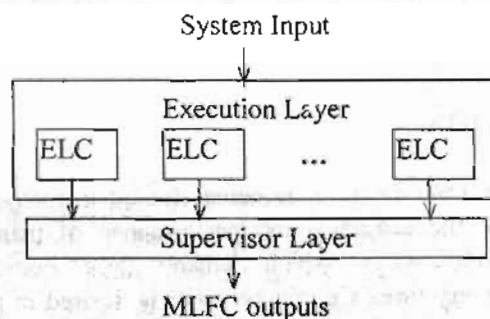 System Input
Execution Layer
ELC ELC ... ELC
Supervisor Layer
MLFC outputs